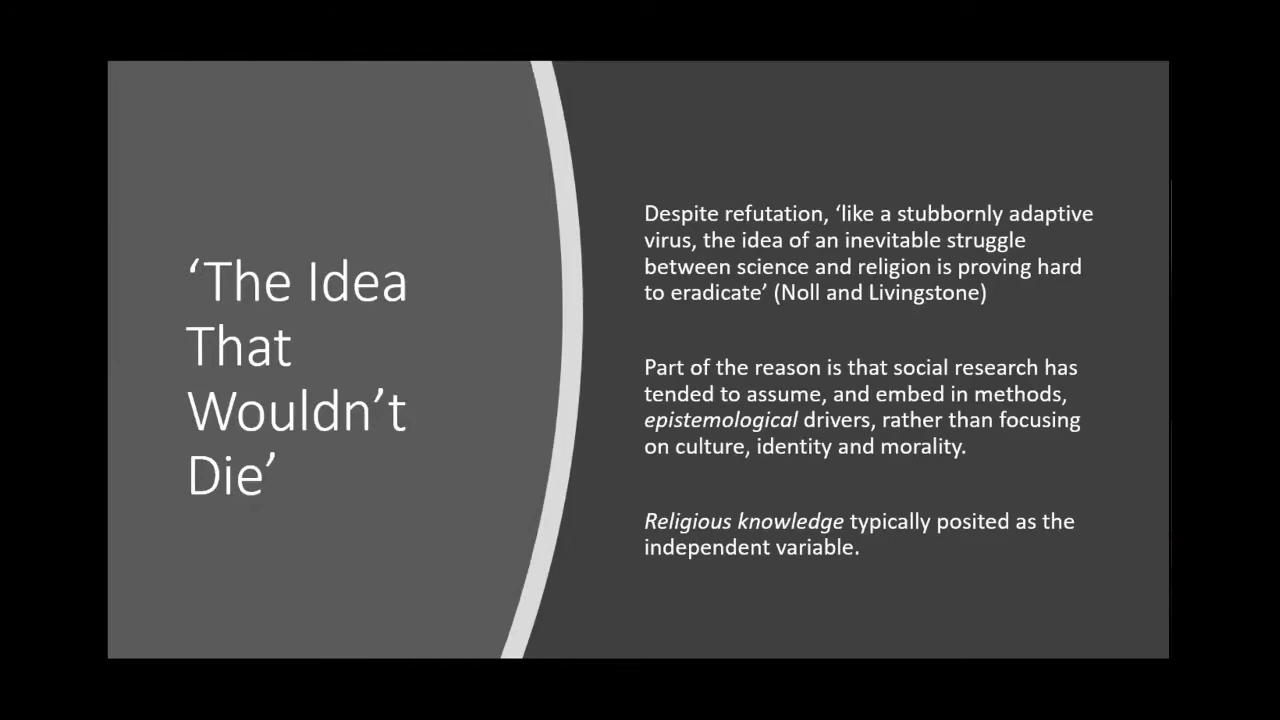 ‘The Idea
That
Wouldn’t
Die’
Despite refutation, ‘like a stubbornly adaptive
virus, the idea of an inevitable struggle
between science and religion is proving hard
to eradicate’ (Noll and Livingstone)
Part of the reason is that social research has
tended to assume, and embed in methods,
epistemological drivers, rather than focusing
on culture, identity and morality.
Religious knowledge typically posited as the
independent variable.